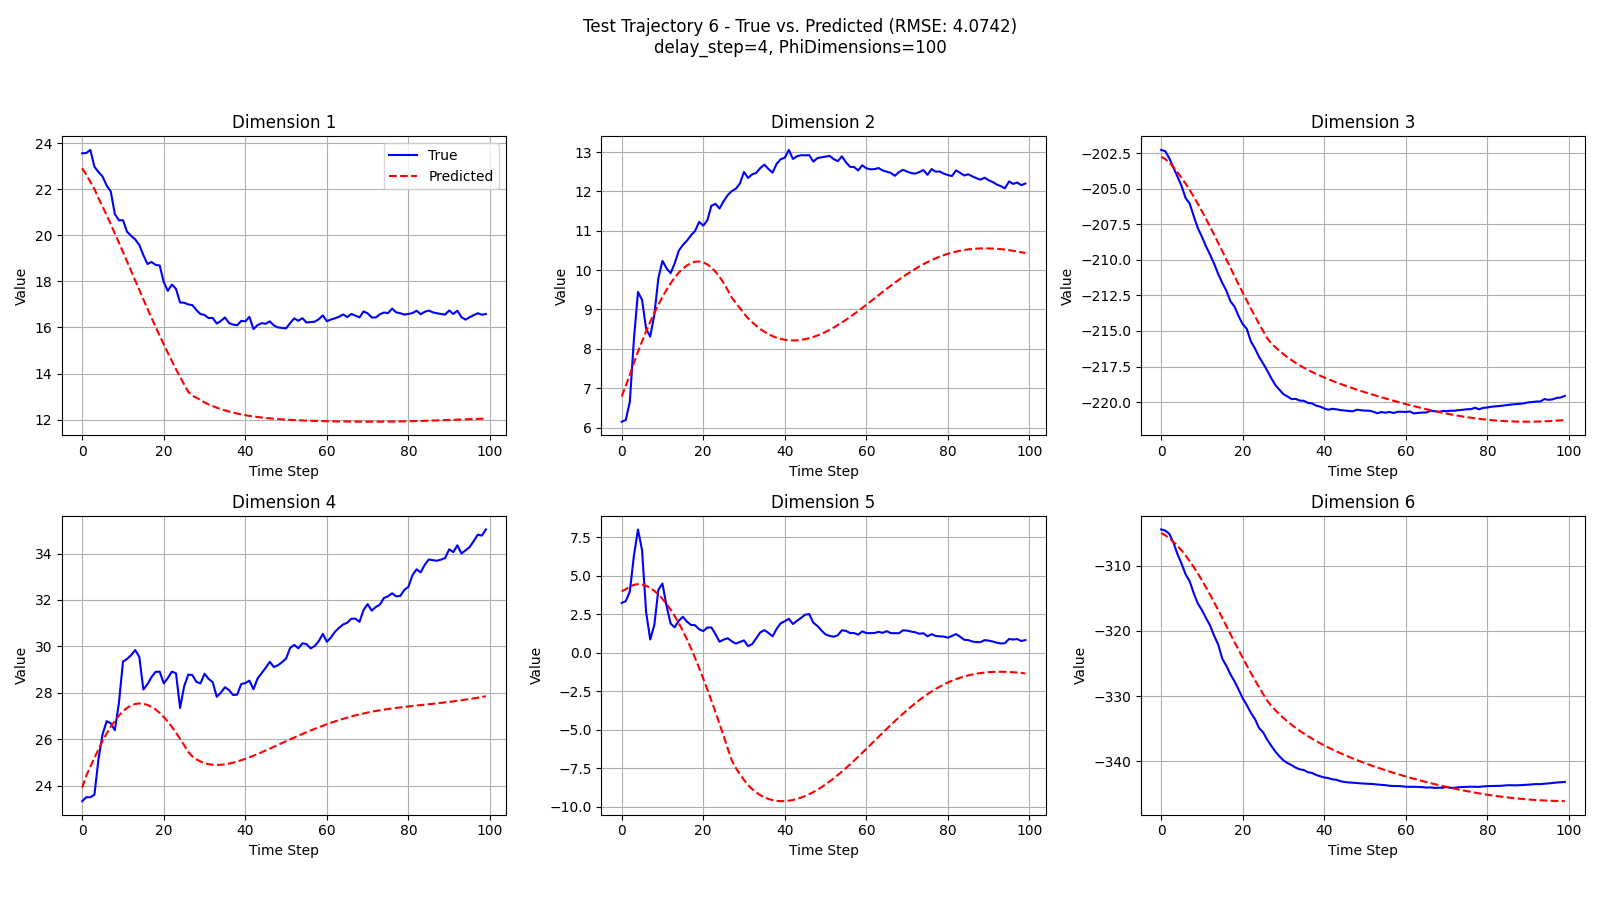 Test Trajectory 6 - True vs. Predicted (RMSE: 4.0742)
delay_step=4, PhiDimensions=100
Dimension 1
24
22
20
18
16
14
12
Value
0 20 40 60 80 100
Time Step
True
Predicted
Dimension 2
13
12
11
10
9
8
7
6
Value
0 20 40 60 80 100
Time Step
Dimension 3
−202.5
−205.0
−207.5
−210.0
−212.5
−215.0
−217.5
−220.0
Value
0 20 40 60 80 100
Time Step
Dimension 4
34
32
30
28
26
24
Value
0 20 40 60 80 100
Time Step
Dimension 5
7.5
5.0
2.5
0.0
−2.5
−5.0
−7.5
−10.0
Value
0 20 40 60 80 100
Time Step
Dimension 6
−310
−320
−330
−340
Value
0 20 40 60 80 100
Time Step